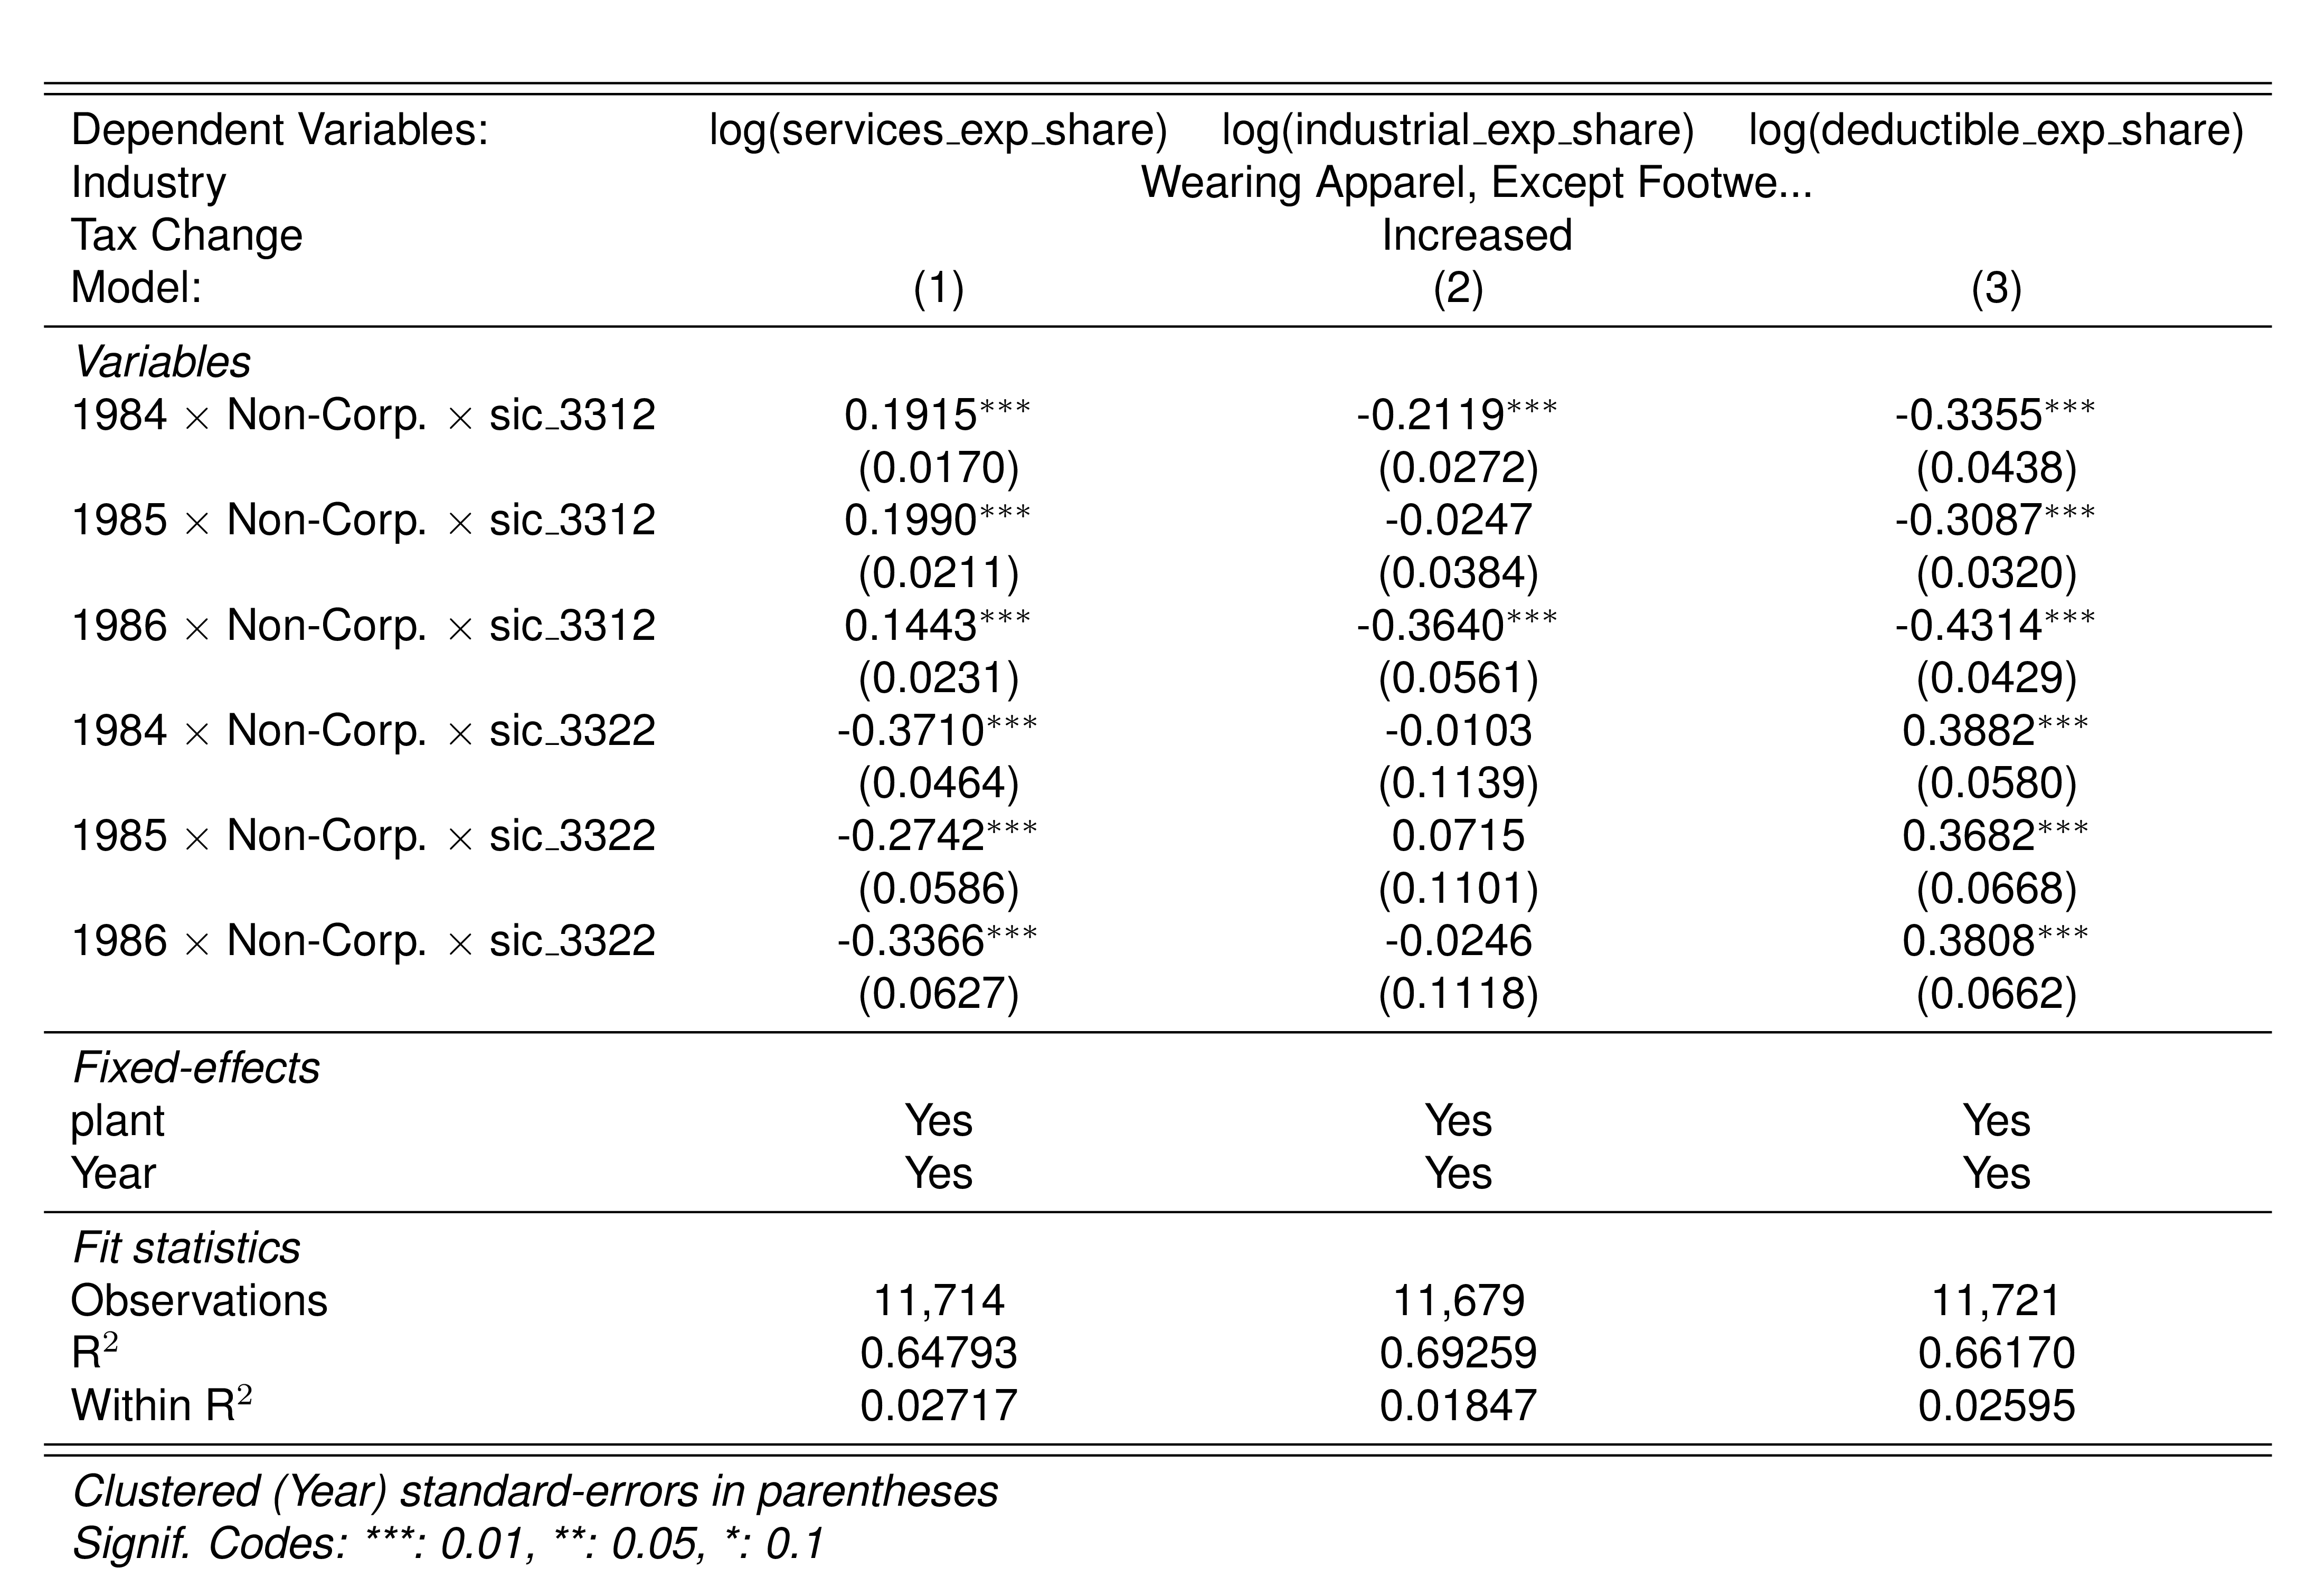 Dependent Variables: log(services_exp_share) log(industrial_exp_share) log(deductible_exp_share)
Industry Wearing Apparel, Except Footwe...
Tax Change Increased
Model: (1) (2) (3)
Variables
1984 × Non-Corp. × sic_3312 0.1915*** -0.2119*** -0.3355***
(0.0170) (0.0272) (0.0438)
1985 × Non-Corp. × sic_3312 0.1990*** -0.0247 -0.3087***
(0.0211) (0.0384) (0.0320)
1986 × Non-Corp. × sic_3312 0.1443*** -0.3640*** -0.4314***
(0.0231) (0.0561) (0.0429)
1984 × Non-Corp. × sic_3322 -0.3710*** -0.0103 0.3882***
(0.0464) (0.1139) (0.0580)
1985 × Non-Corp. × sic_3322 -0.2742*** 0.0715 0.3682***
(0.0586) (0.1101) (0.0668)
1986 × Non-Corp. × sic_3322 -0.3366*** -0.0246 0.3808***
(0.0627) (0.1118) (0.0662)
Fixed-effects
plant Yes Yes Yes
Year Yes Yes Yes
Fit statistics
Observations 11,714 11,679 11,721
R² 0.64793 0.69259 0.66170
Within R² 0.02717 0.01847 0.02595
Clustered (Year) standard-errors in parentheses
Signif. Codes: ***: 0.01, **: 0.05, *: 0.1